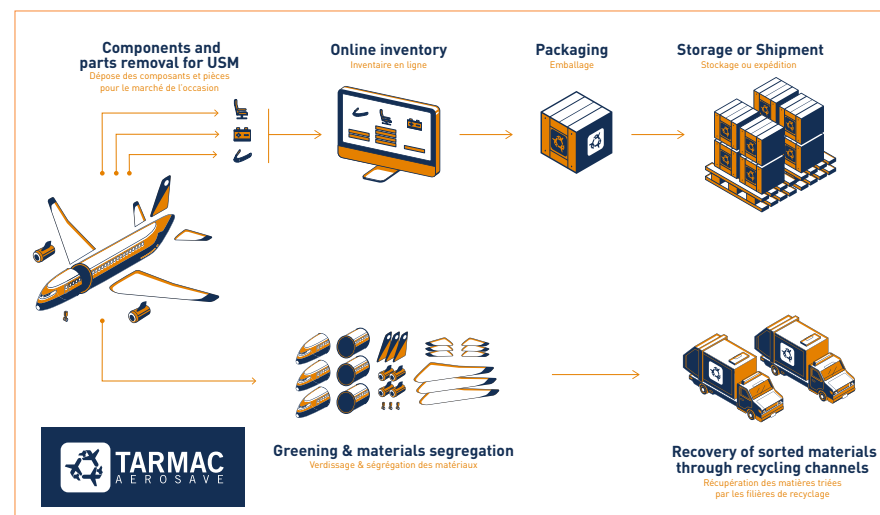 Components and
parts removal for USM
Dépose des composants et pièces
pour le marché de l'occasion
Online inventory
Inventaire en ligne
Packaging
Emballage
Storage or Shipment
Stockage ou expédition
Greening & materials segregation
Verdissage & ségrégation des matériaux
Recovery of sorted materials
through recycling channels
Récupération des matières triées
par les filières de recyclage
TARMAC
AEROSAVE